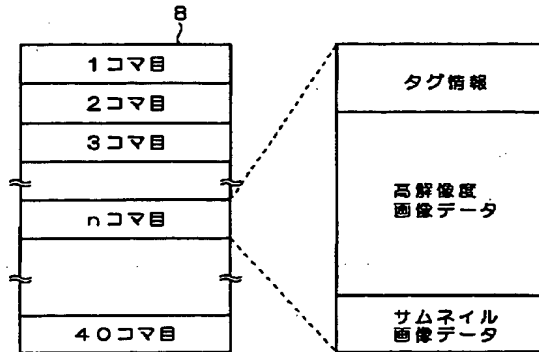 8
1コマ目
2コマ目
3コマ目
nコマ目
40コマ目
タグ情報
高解像度
画像データ
サムネイル
画像データ